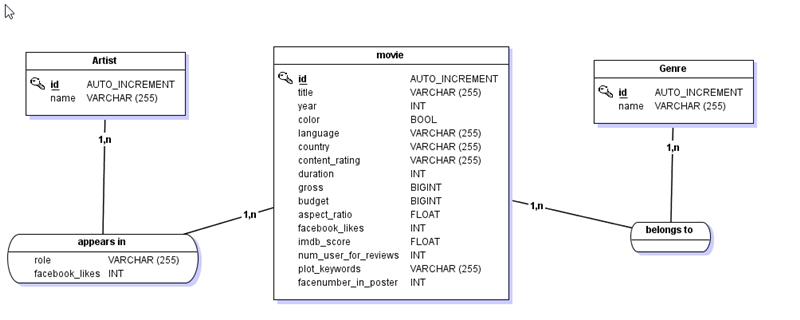 Artist
id AUTO_INCREMENT
name VARCHAR (255)
1,n
appears in
role VARCHAR (255)
facebook_likes INT
1,n
movie
id AUTO_INCREMENT
title VARCHAR (255)
year INT
color BOOL
language VARCHAR (255)
country VARCHAR (255)
content_rating VARCHAR (255)
duration INT
gross BIGINT
budget BIGINT
aspect_ratio FLOAT
facebook_likes INT
imdb_score FLOAT
num_user_for_reviews INT
plot_keywords VARCHAR (255)
facenumber_in_poster INT
1,n
Genre
id AUTO_INCREMENT
name VARCHAR (255)
1,n
belongs to